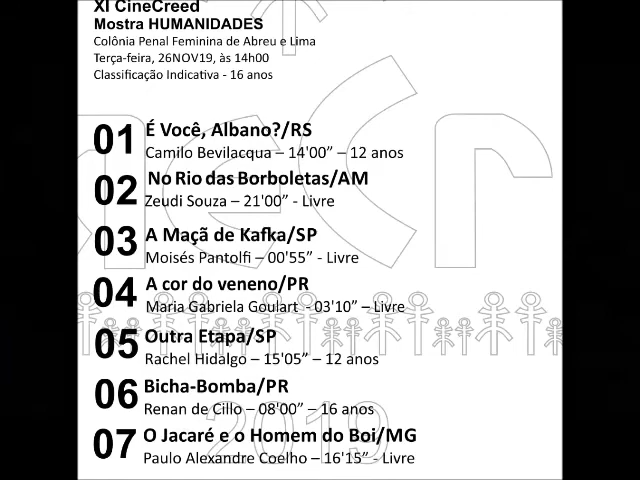 XI CineCreed
Mostra HUMANIDADES
Colônia Penal Feminina de Abreu e Lima
Terça-feira, 26NOV19, às 14h00
Classificação Indicativa - 16 anos
01 É Você, Albano?/RS
Camilo Bevilacqua – 14'00” – 12 anos
02 No Rio das Borboletas/AM
Zeudi Souza – 21'00” - Livre
03 A Maçã de Kafka/SP
Moisés Pantolfi – 00'55” - Livre
04 A cor do veneno/PR
Maria Gabriela Goulart - 03'10” – Livre
05 Outra Etapa/SP
Rachel Hidalgo – 15'05” – 12 anos
06 Bicha-Bomba/PR
Renan de Cillo – 08'00” – 16 anos
07 O Jacaré e o Homem do Boi/MG
Paulo Alexandre Coelho – 16'15” - Livre
2019